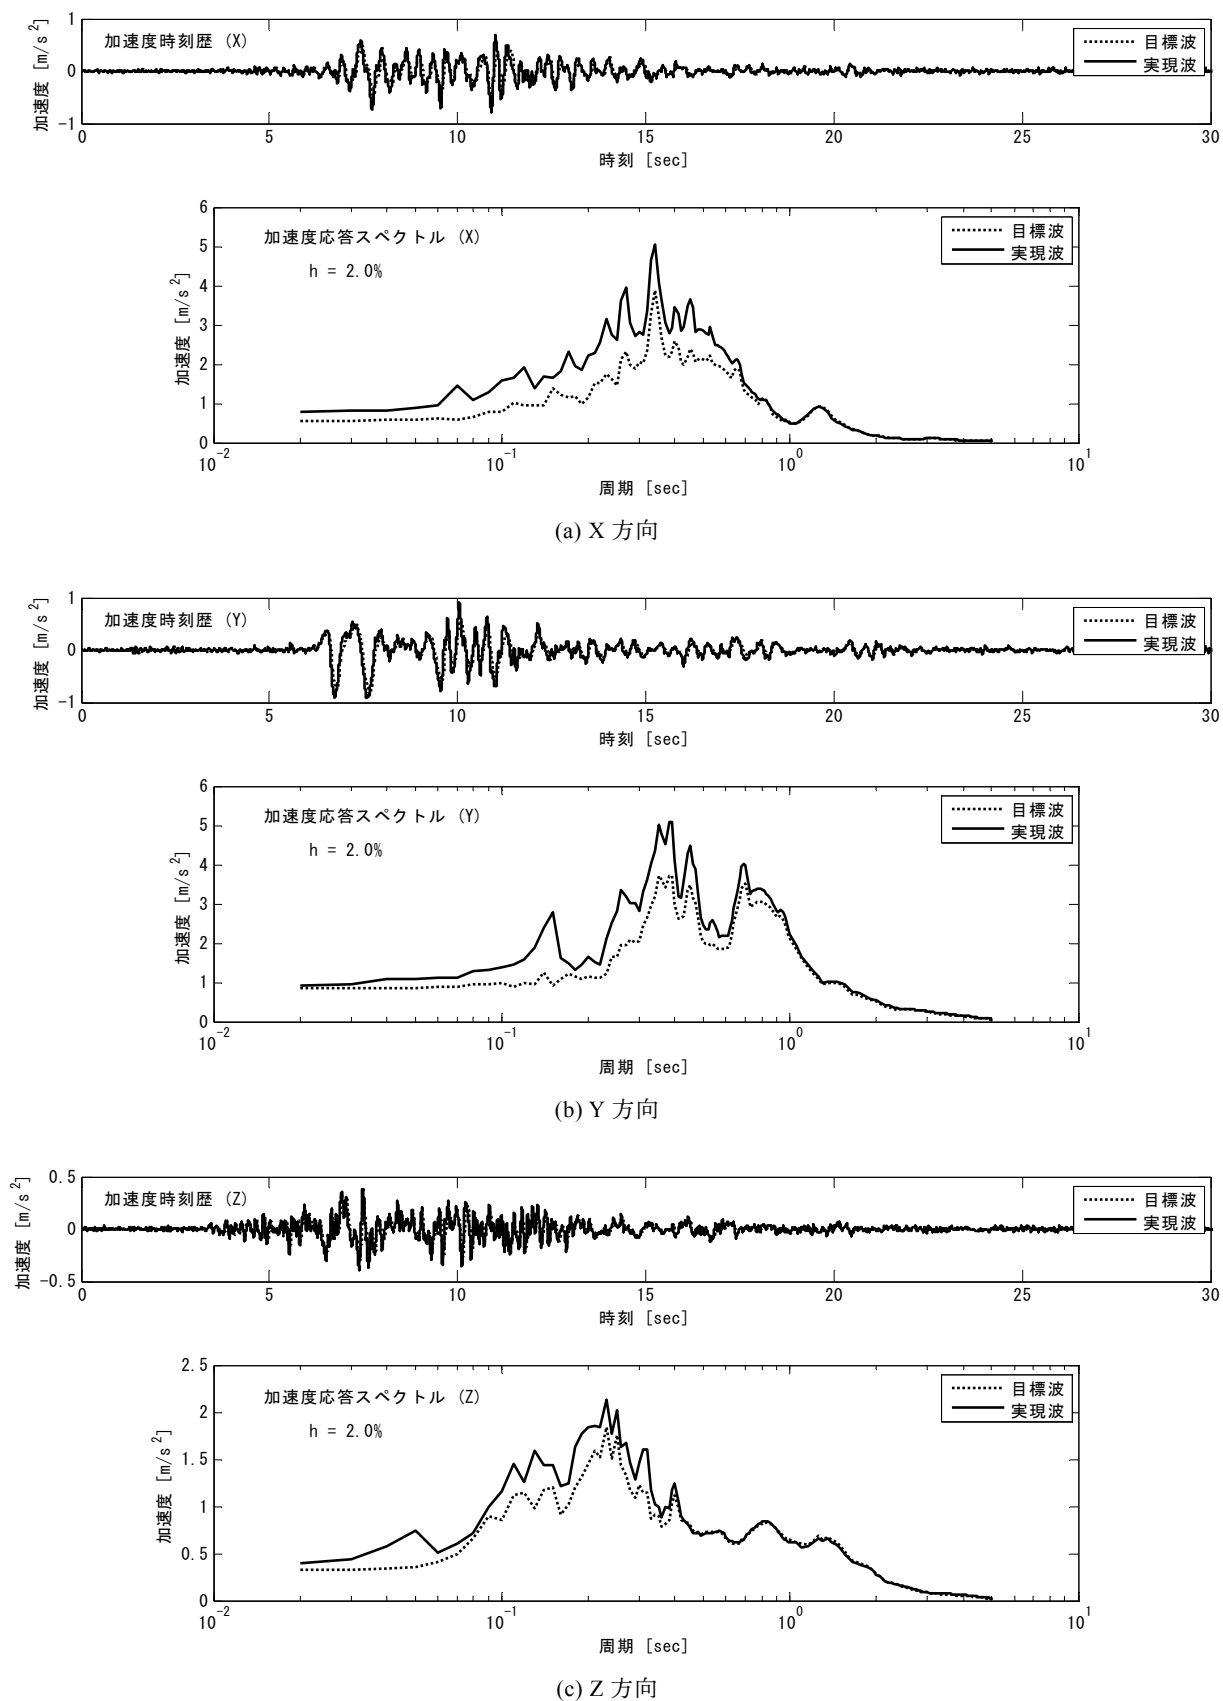 加速度時刻歴 (X)
目標波
実現波
加速度 [m/s²]
1
0
-1
0 5 10 15 20 25 30
時刻 [sec]
加速度応答スペクトル (X)
h = 2.0%
目標波
実現波
加速度 [m/s²]
6
5
4
3
2
1
0
10⁻² 10⁻¹ 10⁰ 10¹
周期 [sec]
(a) X 方向
加速度時刻歴 (Y)
目標波
実現波
加速度 [m/s²]
1
0
-1
0 5 10 15 20 25 30
時刻 [sec]
加速度応答スペクトル (Y)
h = 2.0%
目標波
実現波
加速度 [m/s²]
6
5
4
3
2
1
0
10⁻² 10⁻¹ 10⁰ 10¹
周期 [sec]
(b) Y 方向
加速度時刻歴 (Z)
目標波
実現波
加速度 [m/s²]
0.5
0
-0.5
0 5 10 15 20 25 30
時刻 [sec]
加速度応答スペクトル (Z)
h = 2.0%
目標波
実現波
加速度 [m/s²]
2.5
2
1.5
1
0.5
0
10⁻² 10⁻¹ 10⁰ 10¹
周期 [sec]
(c) Z 方向